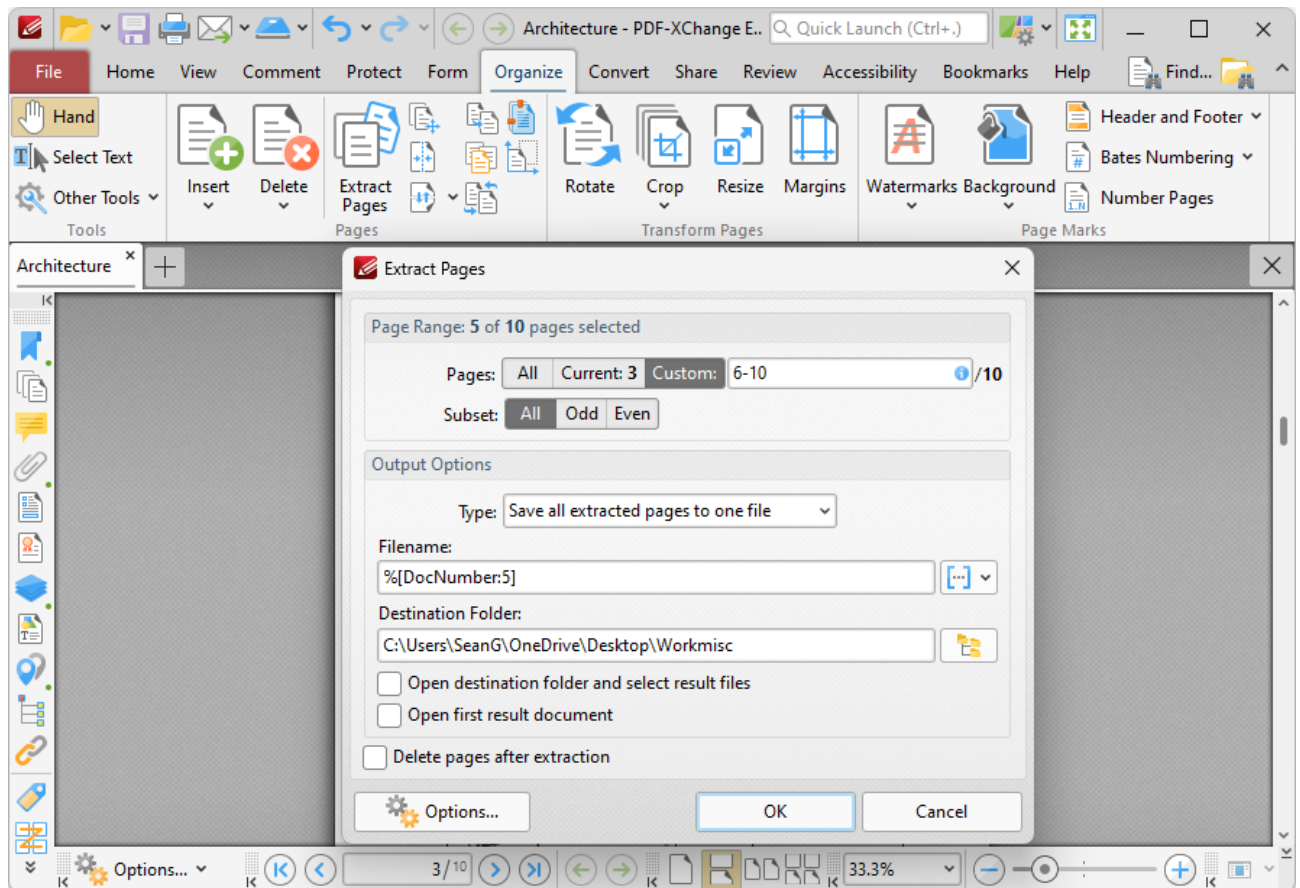 Architecture - PDF-XChange E.. Quick Launch (Ctrl+.)
File Home View Comment Protect Form Organize Convert Share Review Accessibility Bookmarks Help Find...
Hand
Select Text
Other Tools
Tools
Insert Delete Extract Pages
Pages
Rotate Crop Resize Margins
Transform Pages
Watermarks Background
Header and Footer
Bates Numbering
Number Pages
Page Marks
Architecture
Extract Pages
Page Range: 5 of 10 pages selected
Pages: All Current: 3 Custom: 6-10 /10
Subset: All Odd Even
Output Options
Type: Save all extracted pages to one file
Filename:
%[DocNumber:5]
Destination Folder:
C:\Users\SeanG\OneDrive\Desktop\Workmisc
Open destination folder and select result files
Open first result document
Delete pages after extraction
Options... OK Cancel
Options... 3/10 33.3%